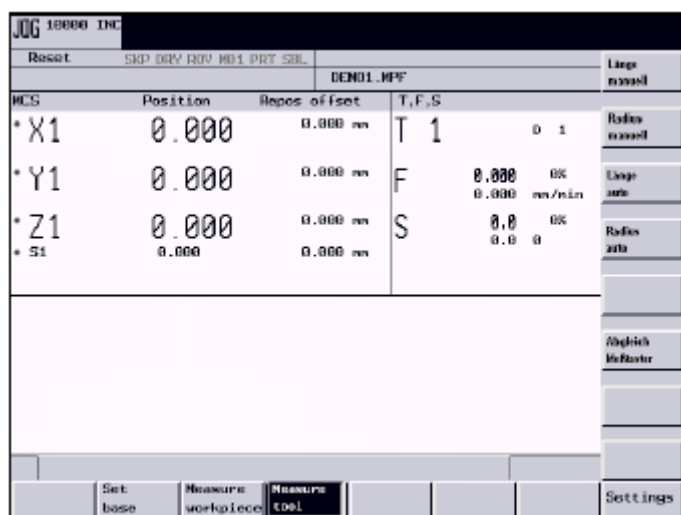 JOG 10000 INC
Reset SKP DRY ROV M01 PRT SBL
DEMO1.MPF
MCS Position Repos offset T,F,S
X1 0.000 0.000 mm T 1 D 1
Y1 0.000 0.000 mm F 0.000 0%
0.000 mm/min
Z1 0.000 0.000 mm S 0.0 0%
S1 0.000 0.000 mm 0.0 0
Länge manuell
Radius manuell
Länge auto
Radius auto
Abgleich Meßtaster
Set base
Measure workpiece
Measure tool
Settings